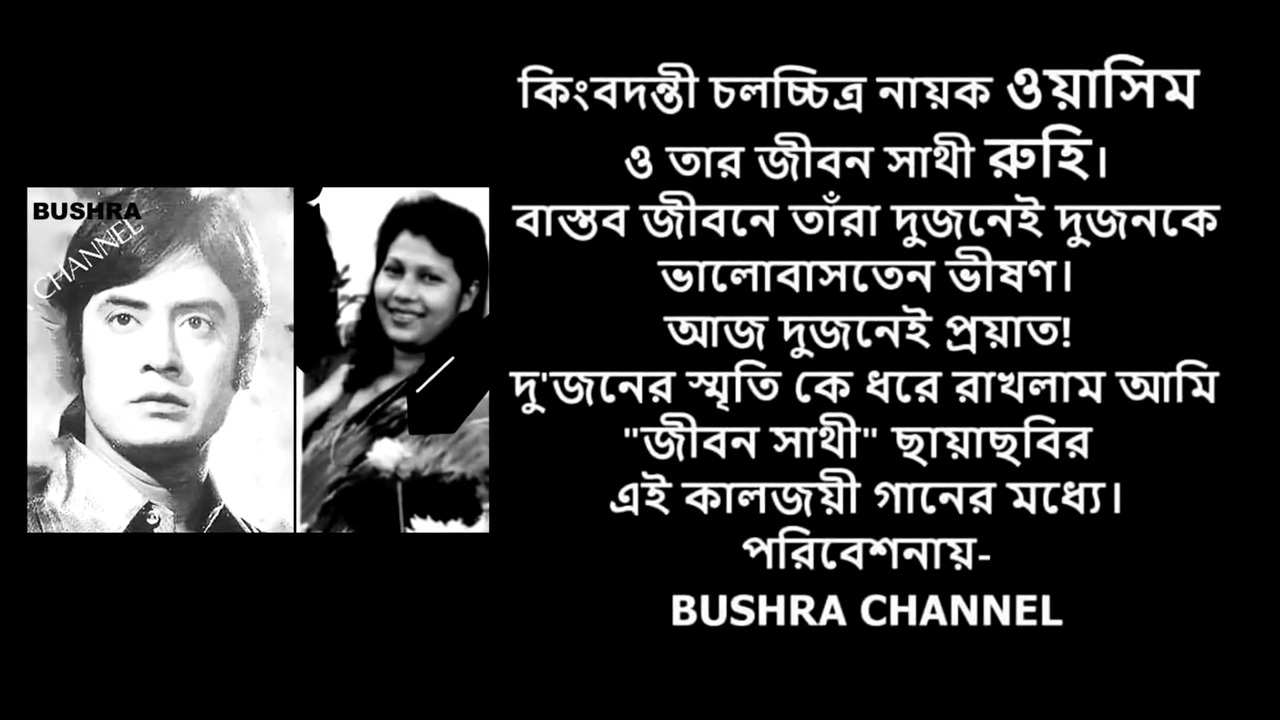 BUSHRA
CHANNEL
কিংবদন্তী চলচ্চিত্র নায়ক ওয়াসিম
ও তার জীবন সাথী রুহি।
বাস্তব জীবনে তাঁরা দুজনেই দুজনকে
ভালোবাসতেন ভীষণ।
আজ দুজনেই প্রয়াত!
দু'জনের স্মৃতি কে ধরে রাখলাম আমি
"জীবন সাথী" ছায়াছবির
এই কালজয়ী গানের মধ্যে।
পরিবেশনায়-
BUSHRA CHANNEL